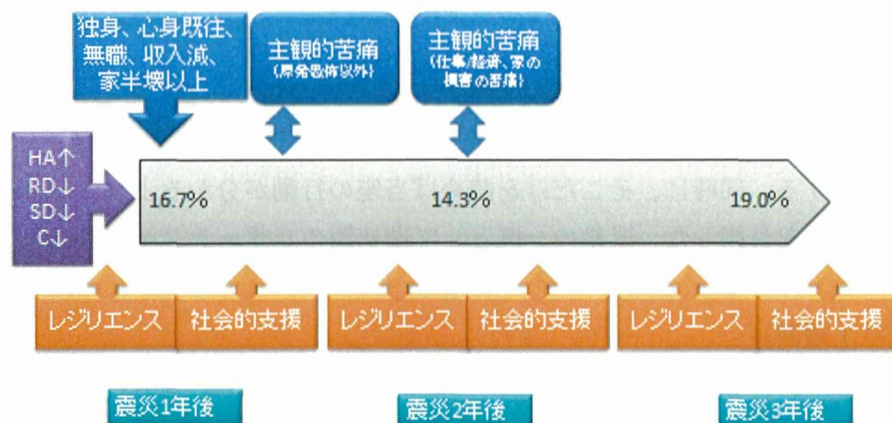 独身、心身既往、
無職、収入減、
家半壊以上
主観的苦痛
(原発恐怖以外)
主観的苦痛
(仕事/経済、家の
損害の苦痛)
HA↑
RD↓
SD↓
C↓
16.7%
14.3%
19.0%
レジリエンス
社会的支援
レジリエンス
社会的支援
レジリエンス
社会的支援
震災1年後
震災2年後
震災3年後